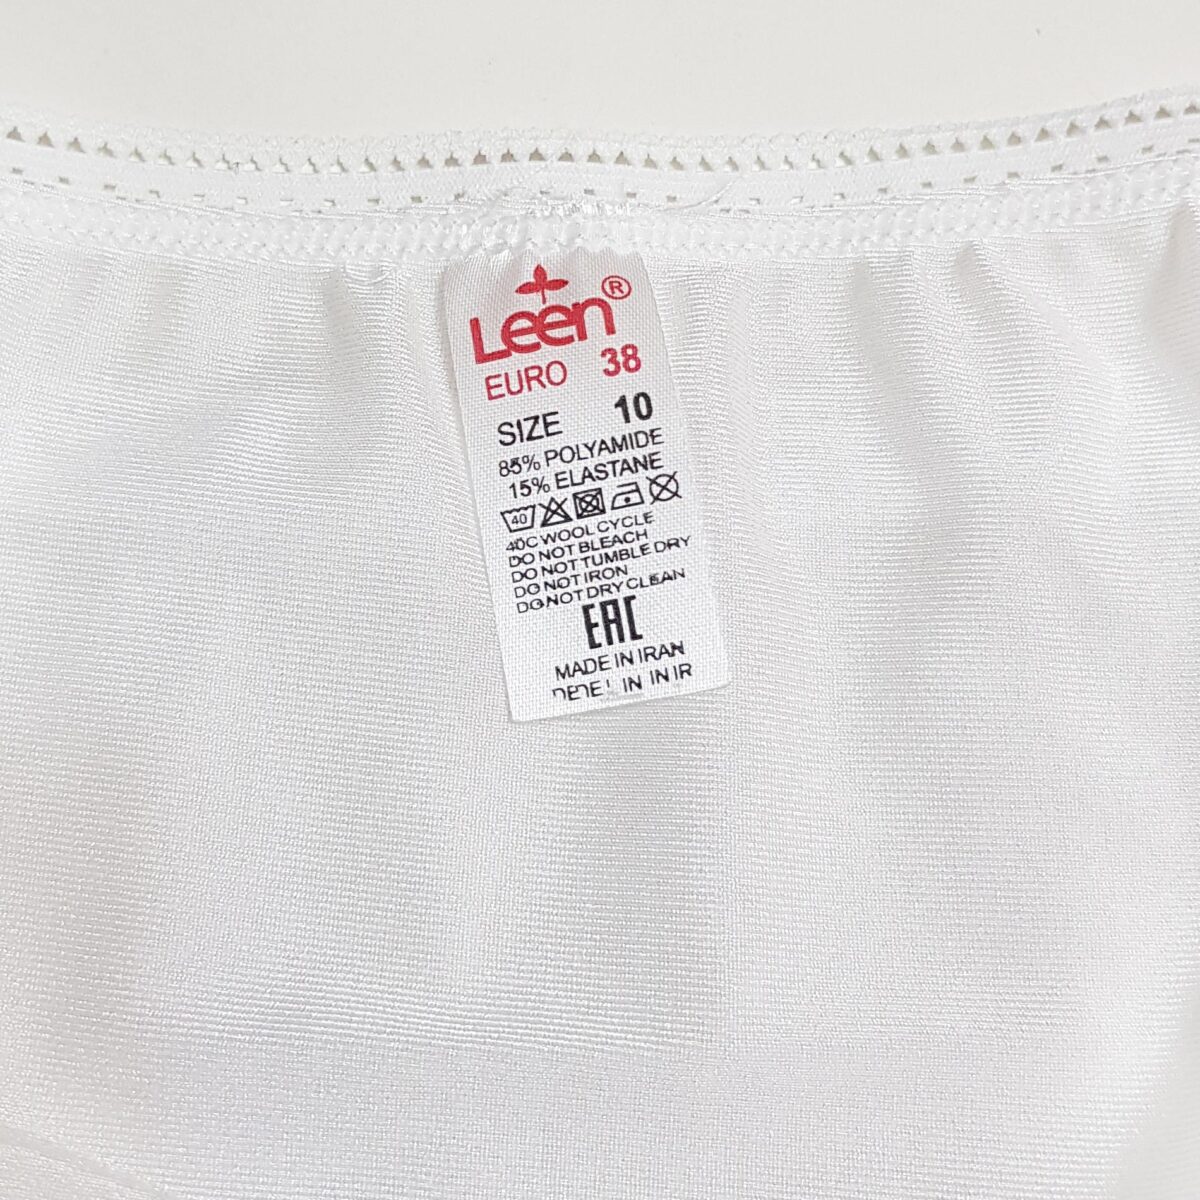 Leen®
EURO 38
SIZE 10
85% POLYAMIDE
15% ELASTANE
40
40C WOOL CYCLE
DO NOT BLEACH
DO NOT TUMBLE DRY
DO NOT IRON
DO NOT DRY CLEAN
EAC
MADE IN IRAN